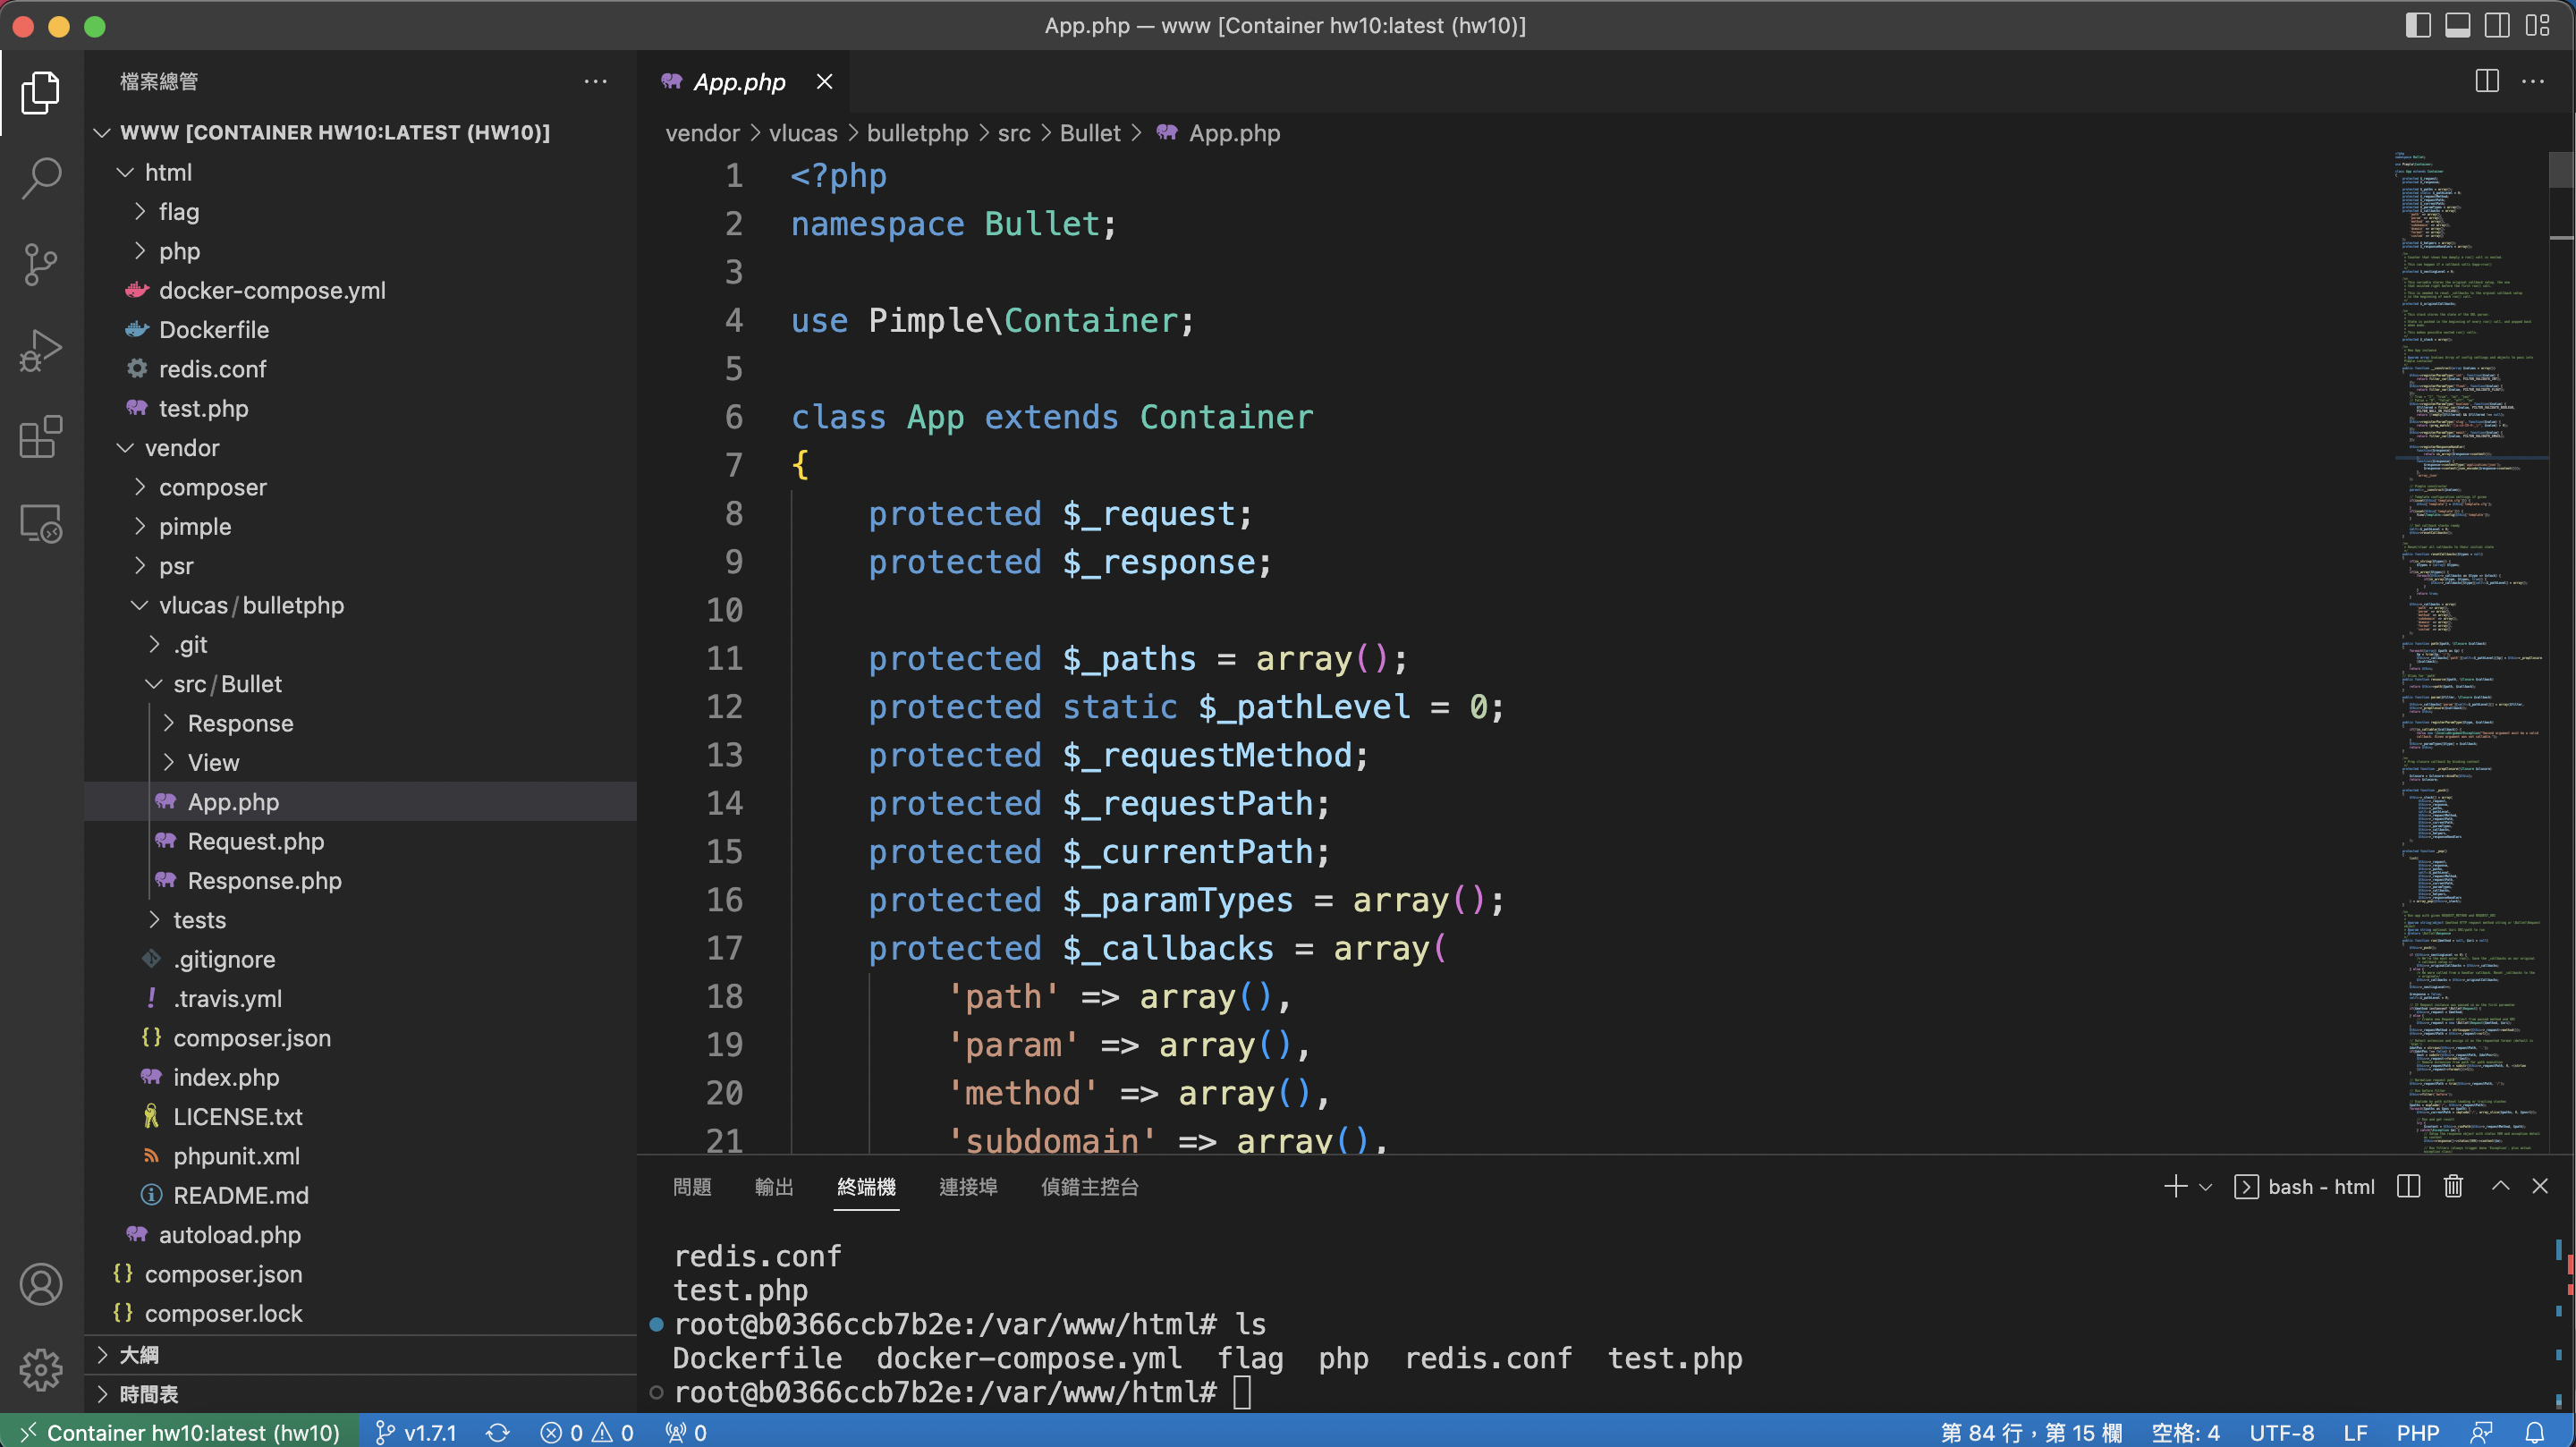 App.php — www [Container hw10:latest (hw10)]
檔案總管
WWW [CONTAINER HW10:LATEST (HW10)]
html
flag
php
docker-compose.yml
Dockerfile
redis.conf
test.php
vendor
composer
pimple
psr
vlucas/bulletphp
.git
src/Bullet
Response
View
App.php
Request.php
Response.php
tests
.gitignore
.travis.yml
composer.json
index.php
LICENSE.txt
phpunit.xml
README.md
autoload.php
composer.json
composer.lock
大綱
時間表
App.php
vendor > vlucas > bulletphp > src > Bullet > App.php
1 <?php
2 namespace Bullet;
3
4 use Pimple\Container;
5
6 class App extends Container
7 {
8 protected $_request;
9 protected $_response;
10
11 protected $_paths = array();
12 protected static $_pathLevel = 0;
13 protected $_requestMethod;
14 protected $_requestPath;
15 protected $_currentPath;
16 protected $_paramTypes = array();
17 protected $_callbacks = array(
18 'path' => array(),
19 'param' => array(),
20 'method' => array(),
21 'subdomain' => array(),
問題 輸出 終端機 連接埠 偵錯主控台
bash - html
redis.conf
test.php
root@b0366ccb7b2e:/var/www/html# ls
Dockerfile docker-compose.yml flag php redis.conf test.php
root@b0366ccb7b2e:/var/www/html#
Container hw10:latest (hw10) v1.7.1 0 0 0 第 84 行，第 15 欄 空格: 4 UTF-8 LF PHP